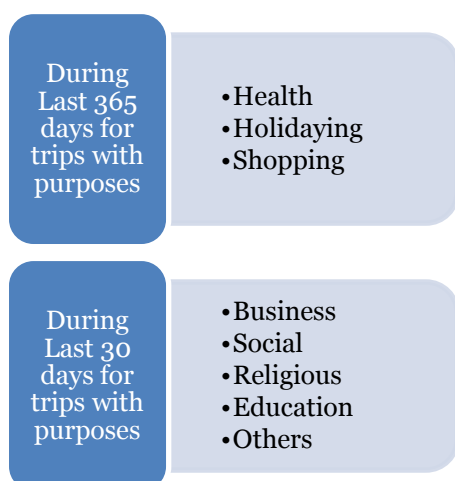 During
Last 365
days for
trips with
purposes
•Health
•Holidaying
•Shopping
During
Last 30
days for
trips with
purposes
•Business
•Social
•Religious
•Education
•Others